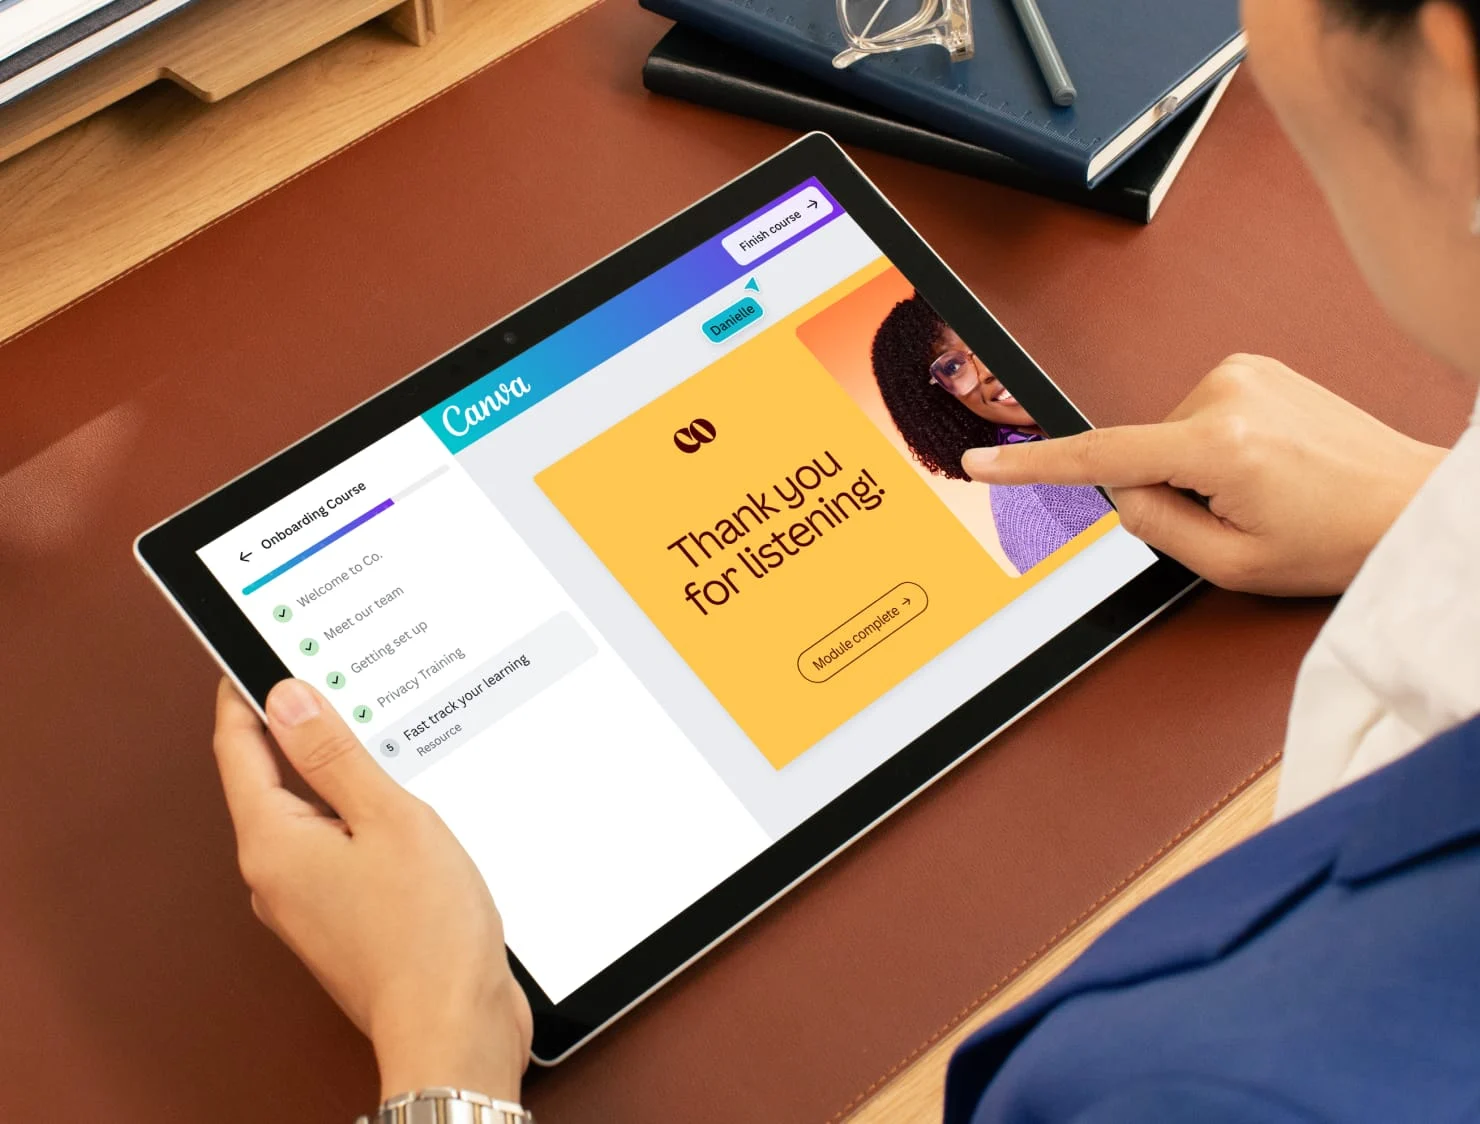 Finish course →
Danielle
Canva
← Onboarding Course
Welcome to Co.
Meet our team
Getting set up
Privacy Training
5 Fast track your learning
Resource
co
Thank you
for listening!
Module complete →